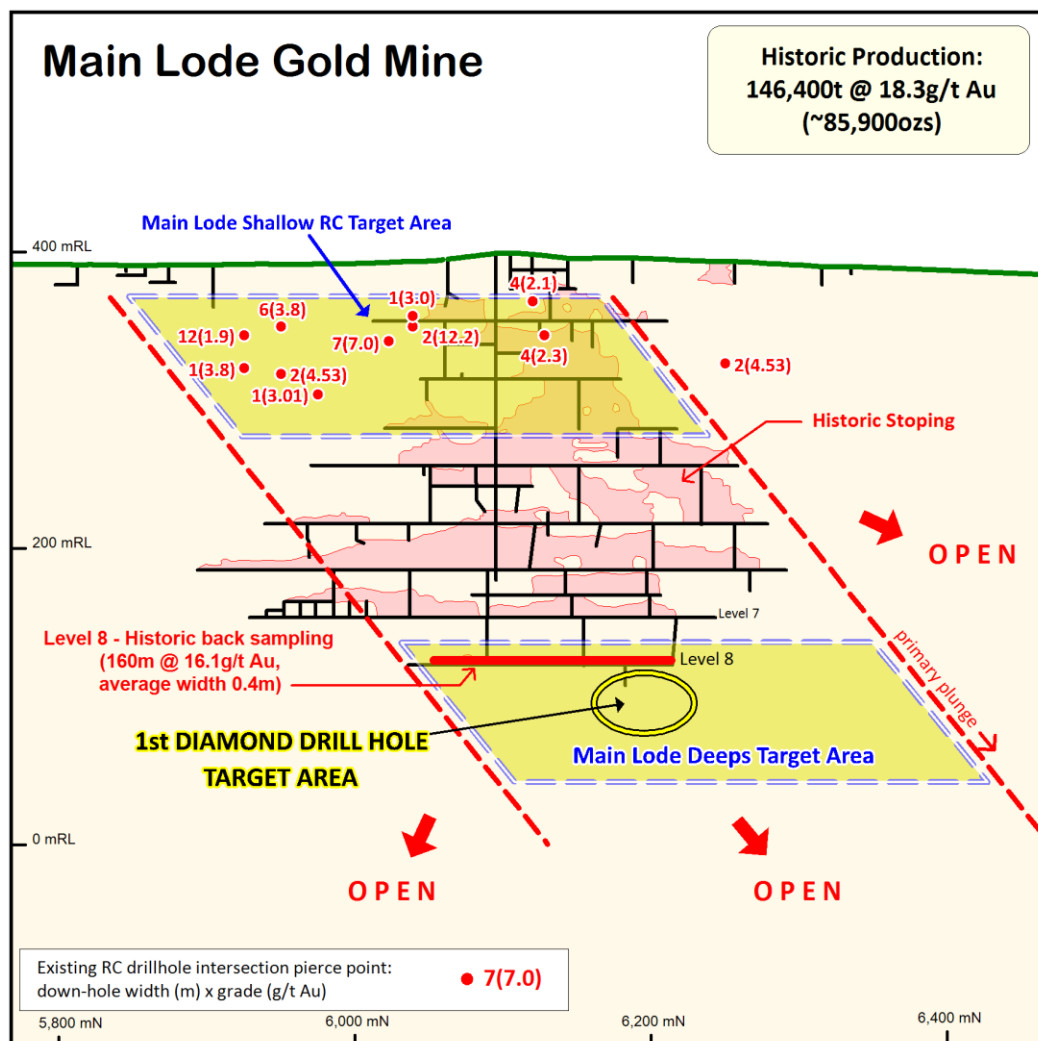 Main Lode Gold Mine
Historic Production:
146,400t @ 18.3g/t Au
(~85,900ozs)
Main Lode Shallow RC Target Area
400 mRL
4(2.1)
1(3.0)
6(3.8)
12(1.9)
7(7.0)
2(12.2)
4(2.3)
1(3.8)
2(4.53)
2(4.53)
1(3.01)
Historic Stoping
200 mRL
OPEN
Level 7
Level 8 - Historic back sampling
(160m @ 16.1g/t Au,
average width 0.4m)
Level 8
primary plunge
1st DIAMOND DRILL HOLE
TARGET AREA
Main Lode Deeps Target Area
0 mRL
OPEN
OPEN
Existing RC drillhole intersection pierce point:
down-hole width (m) x grade (g/t Au)
7(7.0)
5,800 mN
6,000 mN
6,200 mN
6,400 mN